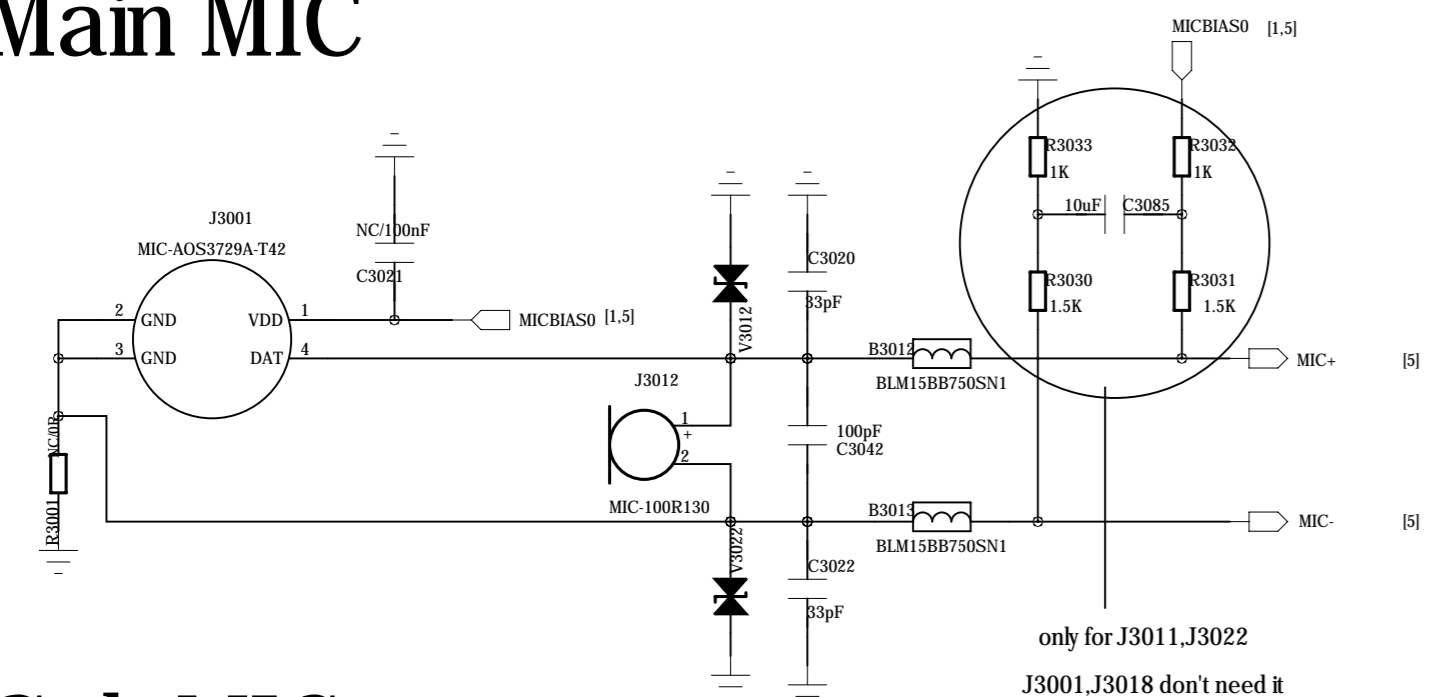 Main MIC
MICBIAS0 [1,5]
R3033
1K
R3032
1K
10uF
C3085
R3030
1.5K
R3031
1.5K
J3001
MIC-AOS3729A-T42
NC/100nF
C3021
2 GND
VDD 1
3 GND
DAT 4
MICBIAS0 [1,5]
V3012
C3020
33pF
B3012
BLM15BB750SN1
MIC+ [5]
J3012
1
+
2
MIC-100R130
100pF
C3042
NC/0R
R3001
B3013
BLM15BB750SN1
MIC- [5]
V3022
C3022
33pF
only for J3011,J3022
J3001,J3018 don't need it